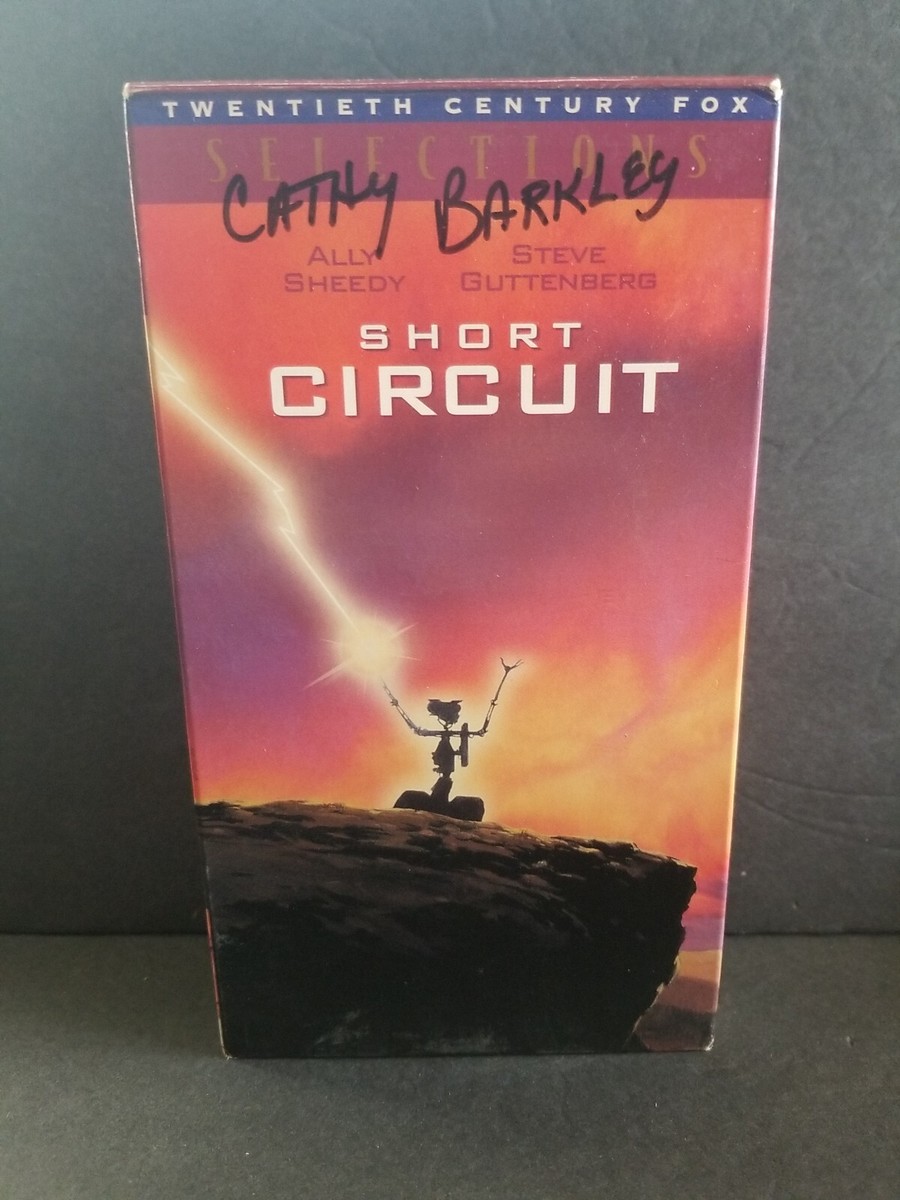 TWENTIETH CENTURY FOX
SELECTIONS
CATHY BARKLEY
ALLY SHEEDY
STEVE GUTTENBERG
SHORT
CIRCUIT